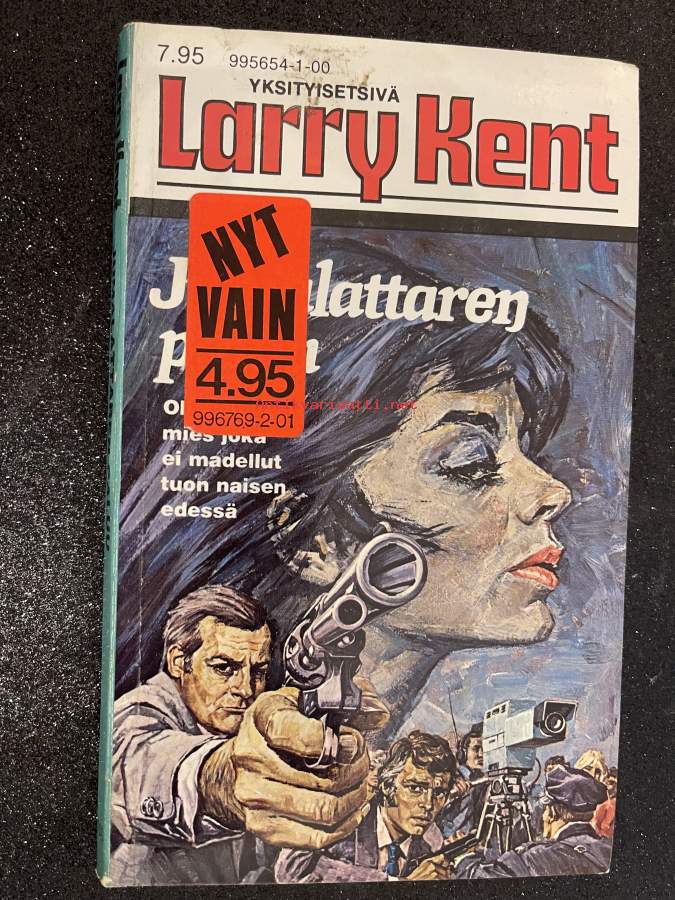 7.95 995654-1-00
YKSITYISETSIVÄ
Larry Kent
NYT
VAIN
4.95
996769-2-01
lattaren
mies joka
ei madellut
tuon naisen
edessä